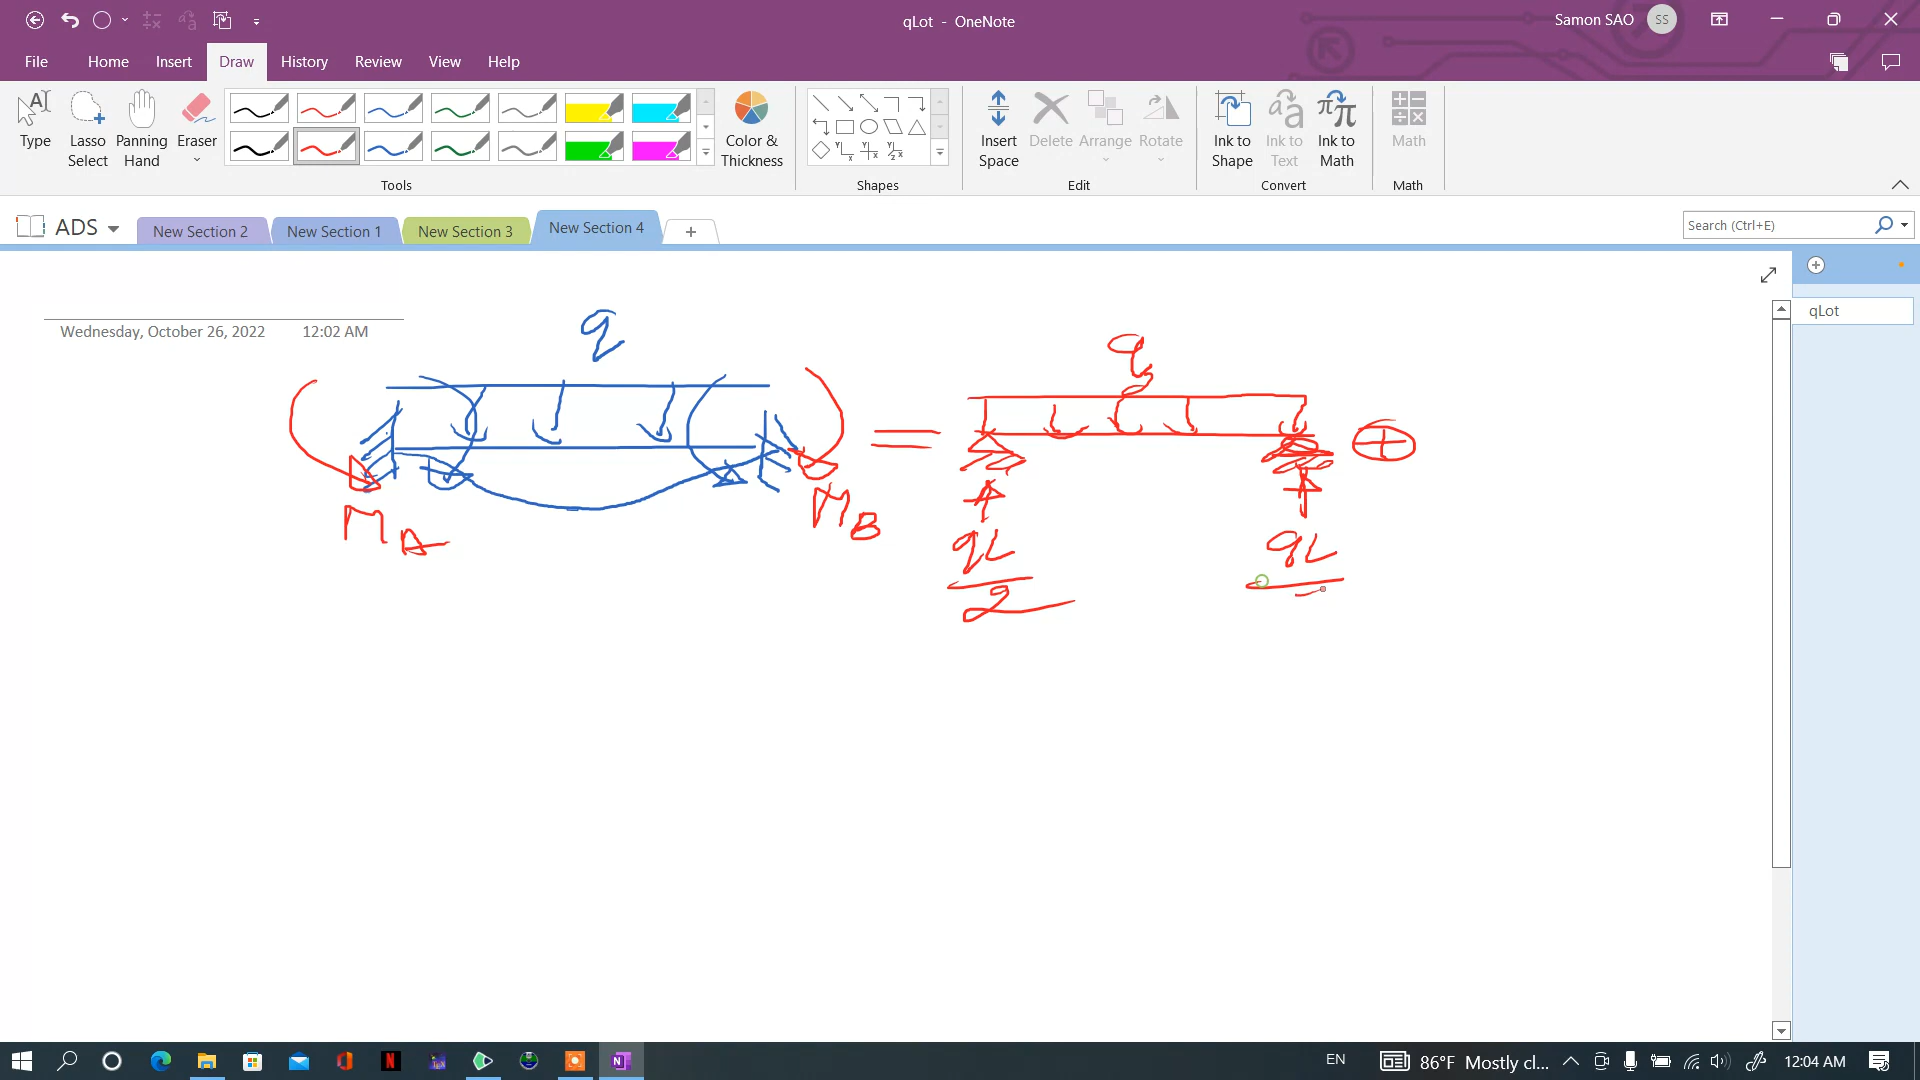 qLot - OneNote
Samon SAO
SS
File
Home
Insert
Draw
History
Review
View
Help
Type
Lasso Select
Panning Hand
Eraser
Color & Thickness
Insert Space
Delete
Arrange
Rotate
Ink to Shape
Ink to Text
Ink to Math
Math
Tools
Shapes
Edit
Convert
Math
ADS
New Section 2
New Section 1
New Section 3
New Section 4
Search (Ctrl+E)
qLot
Wednesday, October 26, 2022
12:02 AM
q
q
=
+
M A
M B
qL
2
qL
EN
86°F Mostly cl...
12:04 AM